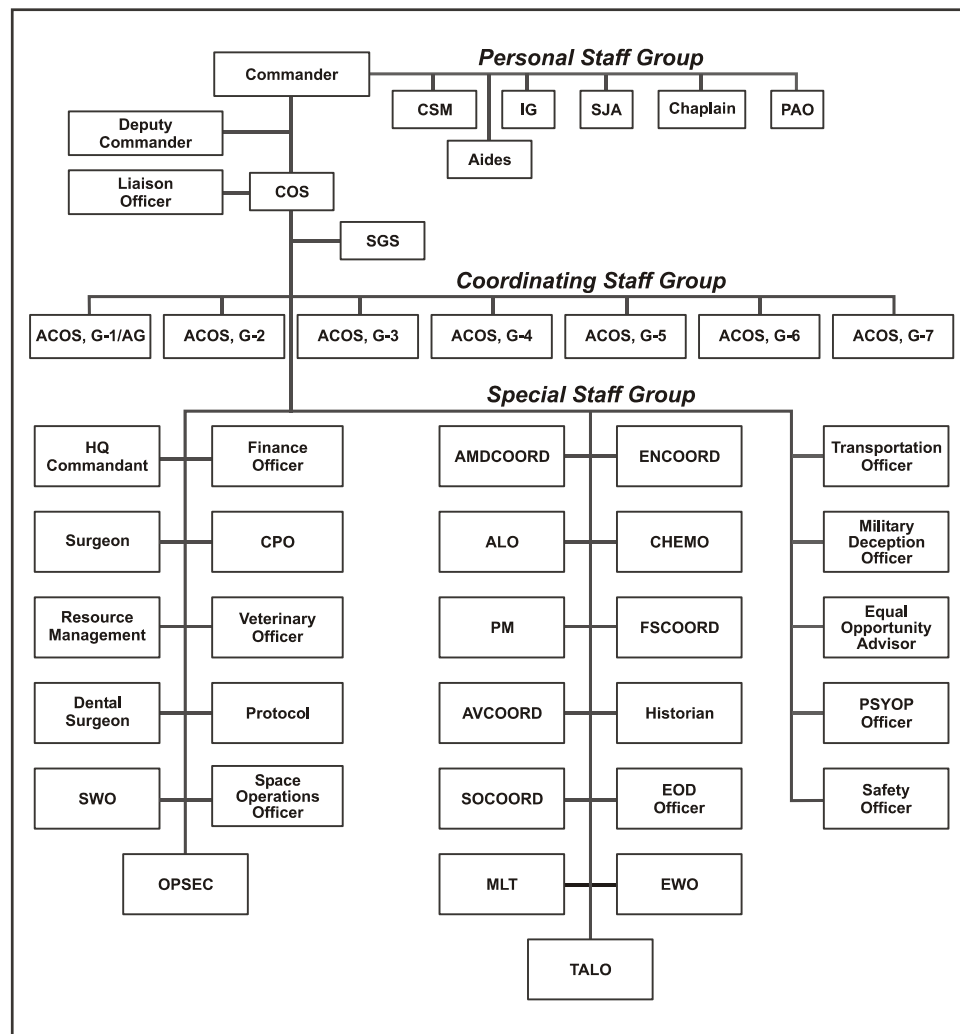 Personal Staff Group
Commander
CSM
IG
SJA
Chaplain
PAO
Aides
Deputy
Commander
Liaison
Officer
COS
SGS
Coordinating Staff Group
ACOS, G-1/AG
ACOS, G-2
ACOS, G-3
ACOS, G-4
ACOS, G-5
ACOS, G-6
ACOS, G-7
Special Staff Group
HQ
Commandant
Finance
Officer
AMDCOORD
ENCOORD
Transportation
Officer
Surgeon
CPO
ALO
CHEMO
Military
Deception
Officer
Resource
Management
Veterinary
Officer
PM
FSCOORD
Equal
Opportunity
Advisor
Dental
Surgeon
Protocol
AVCOORD
Historian
PSYOP
Officer
SWO
Space
Operations
Officer
SOCOORD
EOD
Officer
Safety
Officer
OPSEC
MLT
EWO
TALO